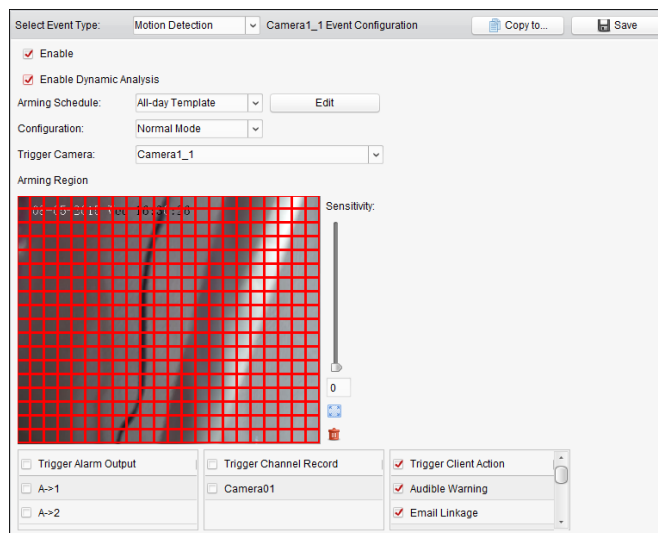 Select Event Type: Motion Detection Camera1_1 Event Configuration Copy to... Save
Enable
Enable Dynamic Analysis
Arming Schedule: All-day Template Edit
Configuration: Normal Mode
Trigger Camera: Camera1_1
Arming Region
Sensitivity:
0
Trigger Alarm Output Trigger Channel Record Trigger Client Action
A->1 Camera01 Audible Warning
A->2 Email Linkage